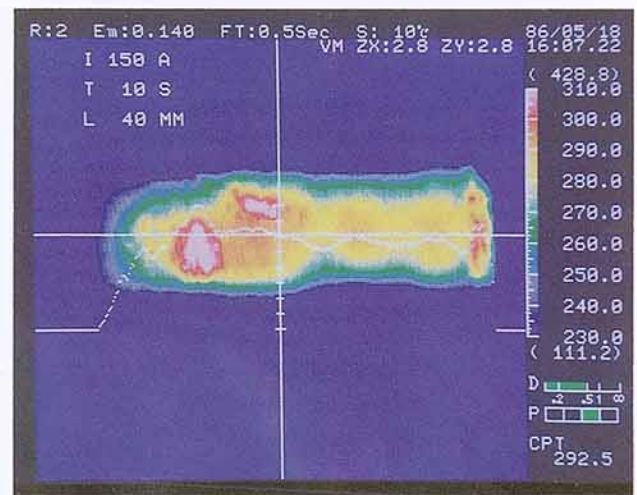 R:2 Em:0.140 FT:0.5Sec S: 10℃ 86/05/18
VM ZX:2.8 ZY:2.8 16:07.22
I 150 A
T 10 S
L 40 MM
( 428.8)
310.0
300.0
290.0
280.0
270.0
260.0
250.0
240.0
230.0
( 111.2)
D
.2 .51 ∞
P
CPT
292.5